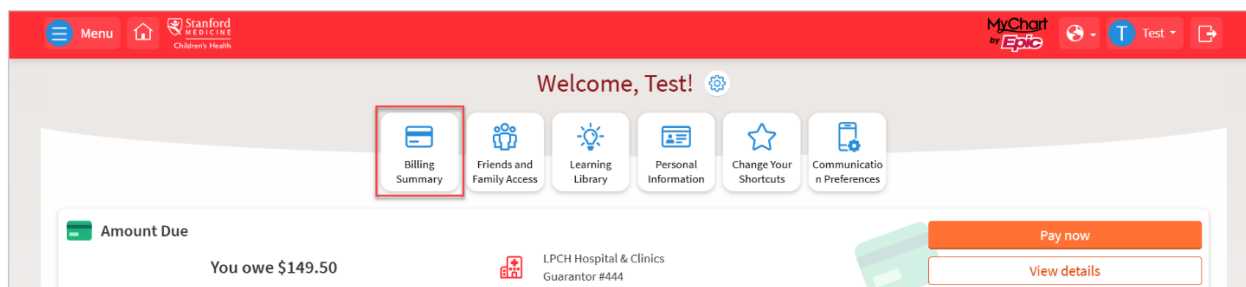 Menu
Stanford
MEDICINE
Children's Health
MyChart
by Epic
T Test
Welcome, Test!
Billing
Summary
Friends and
Family Access
Learning
Library
Personal
Information
Change Your
Shortcuts
Communicatio
n Preferences
Amount Due
Pay now
You owe $149.50
LPCH Hospital & Clinics
Guarantor #444
View details